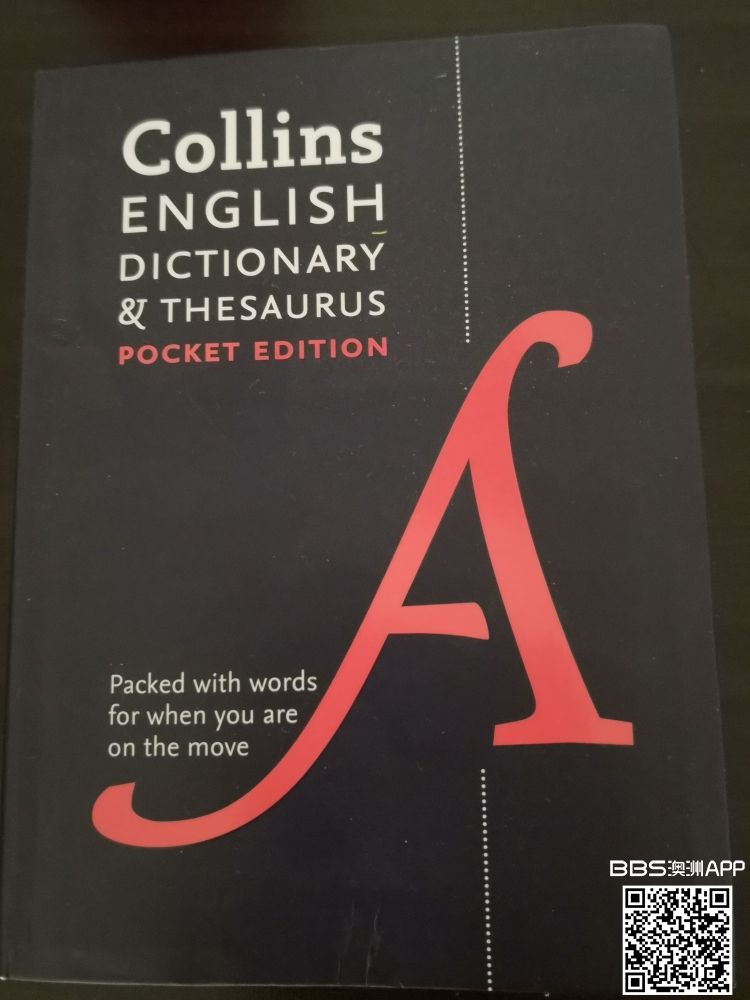 Collins
ENGLISH
DICTIONARY
& THESAURUS
POCKET EDITION
A
Packed with words
for when you are
on the move
BBS澳洲APP